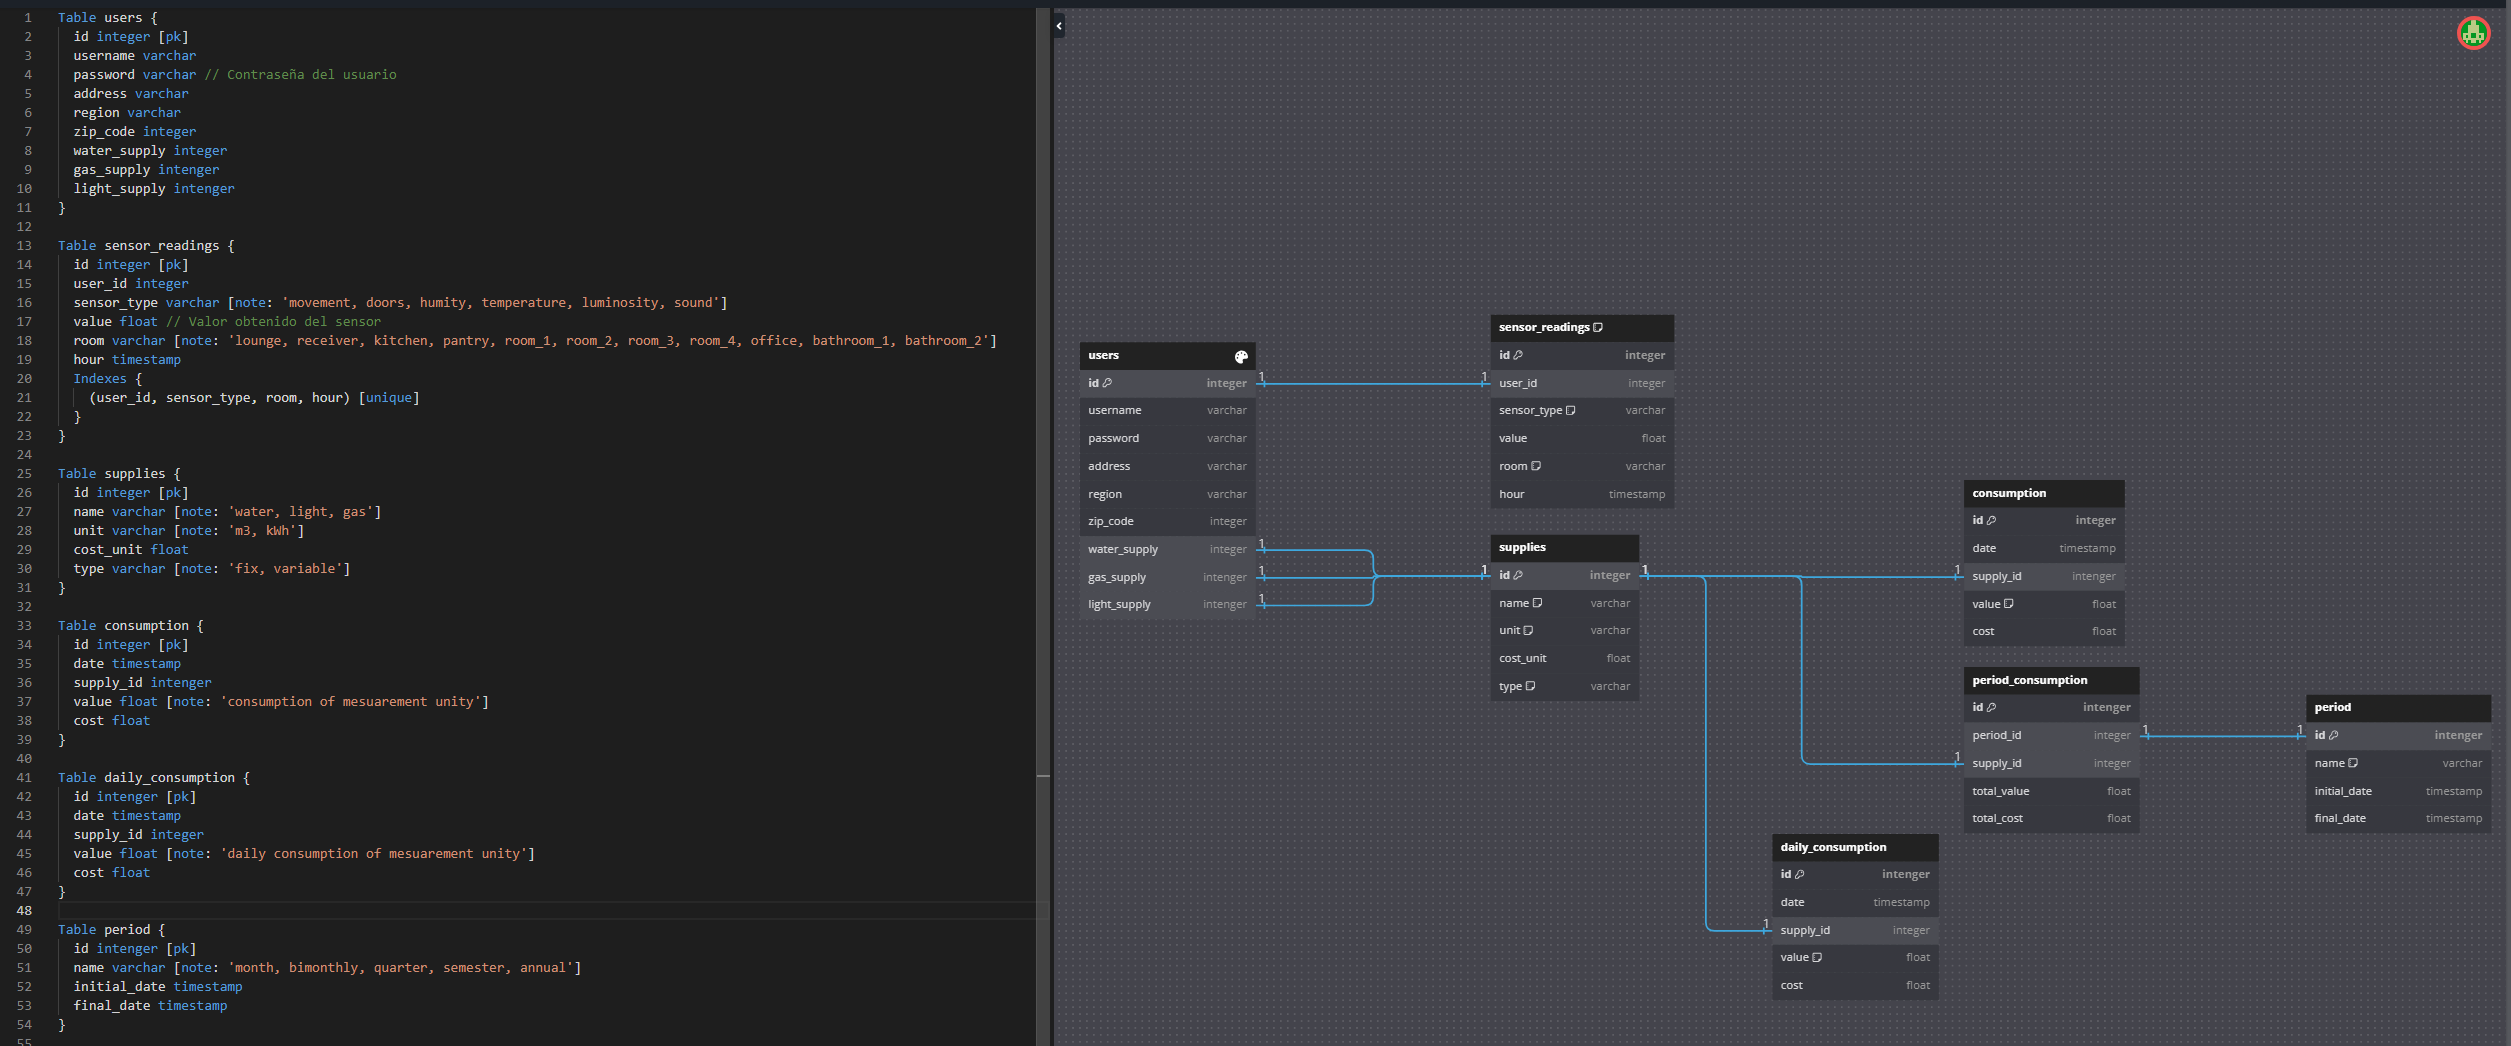 1 Table users {
2 id integer [pk]
3 username varchar
4 password varchar // Contraseña del usuario
5 address varchar
6 region varchar
7 zip_code integer
8 water_supply integer
9 gas_supply intenger
10 light_supply intenger
11 }
12
13 Table sensor_readings {
14 id integer [pk]
15 user_id integer
16 sensor_type varchar [note: 'movement, doors, humity, temperature, luminosity, sound']
17 value float // Valor obtenido del sensor
18 room varchar [note: 'lounge, receiver, kitchen, pantry, room_1, room_2, room_3, room_4, office, bathroom_1, bathroom_2']
19 hour timestamp
20 Indexes {
21 (user_id, sensor_type, room, hour) [unique]
22 }
23 }
24
25 Table supplies {
26 id integer [pk]
27 name varchar [note: 'water, light, gas']
28 unit varchar [note: 'm3, kWh']
29 cost_unit float
30 type varchar [note: 'fix, variable']
31 }
32
33 Table consumption {
34 id integer [pk]
35 date timestamp
36 supply_id intenger
37 value float [note: 'consumption of mesuarement unity']
38 cost float
39 }
40
41 Table daily_consumption {
42 id intenger [pk]
43 date timestamp
44 supply_id integer
45 value float [note: 'daily consumption of mesuarement unity']
46 cost float
47 }
48
49 Table period {
50 id intenger [pk]
51 name varchar [note: 'month, bimonthly, quarter, semester, annual']
52 initial_date timestamp
53 final_date timestamp
54 }
55
users
id integer 1
username varchar
password varchar
address varchar
region varchar
zip_code integer
water_supply integer 1
gas_supply intenger 1
light_supply intenger 1
sensor_readings
id integer
1 user_id integer
sensor_type varchar
value float
room varchar
hour timestamp
supplies
1 id integer 1
name varchar
unit varchar
cost_unit float
type varchar
consumption
id integer
date timestamp
1 supply_id intenger
value float
cost float
period_consumption
id intenger
period_id integer 1
1 supply_id integer
total_value float
total_cost float
period
1 id intenger
name varchar
initial_date timestamp
final_date timestamp
daily_consumption
id intenger
date timestamp
1 supply_id integer
value float
cost float